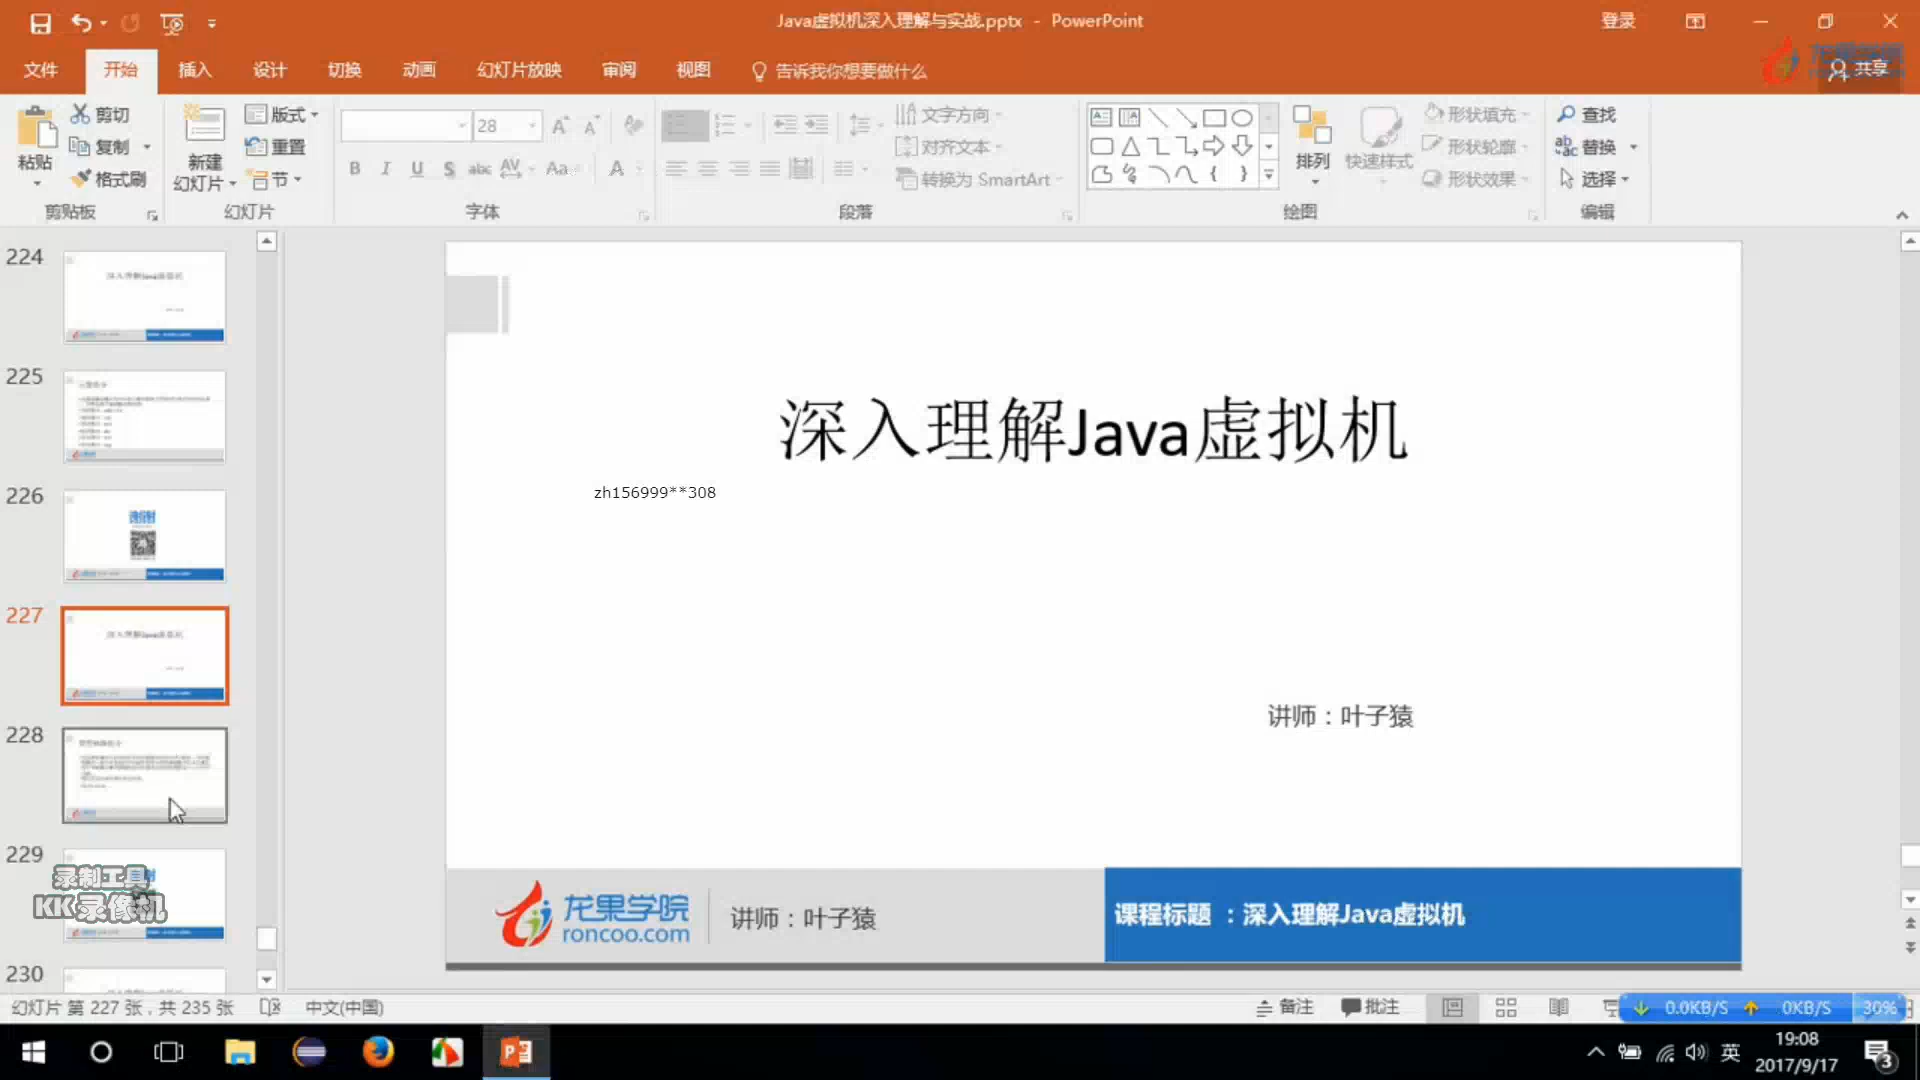 Java虚拟机深入理解与实战.pptx - PowerPoint
登录
文件 开始 插入 设计 切换 动画 幻灯片放映 审阅 视图 告诉我你想要做什么
共享
粘贴
剪切
复制
格式刷
剪贴板
新建
幻灯片
版式
重置
节
幻灯片
28
B I U S abc AV Aa A
字体
文字方向
对齐文本
转换为 SmartArt
段落
排列
快速样式
形状填充
形状轮廓
形状效果
绘图
查找
替换
选择
编辑
224
225
226
227
228
229
230
录制工具
KK录像机
深入理解Java虚拟机
zh156999**308
讲师：叶子猿
龙果学院
roncoo.com
讲师：叶子猿
课程标题 ：深入理解Java虚拟机
幻灯片 第 227 张，共 235 张 中文(中国)
备注 批注
0.0KB/S 0KB/S 30%
英
19:08
2017/9/17
3